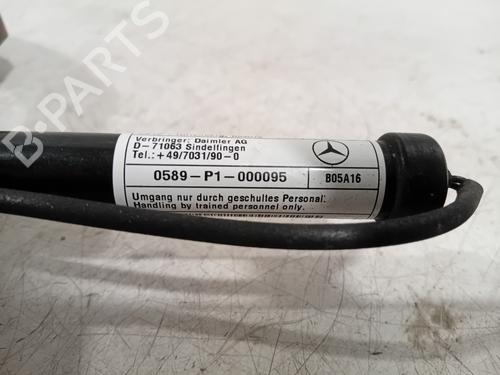 Verbringer: Daimler AG
D-71063 Sindelfingen
Tel.: +49/7031/90-0
0589-P1-000095 B05A16
Umgang nur durch geschultes Personal.
Handling by trained personnel only.